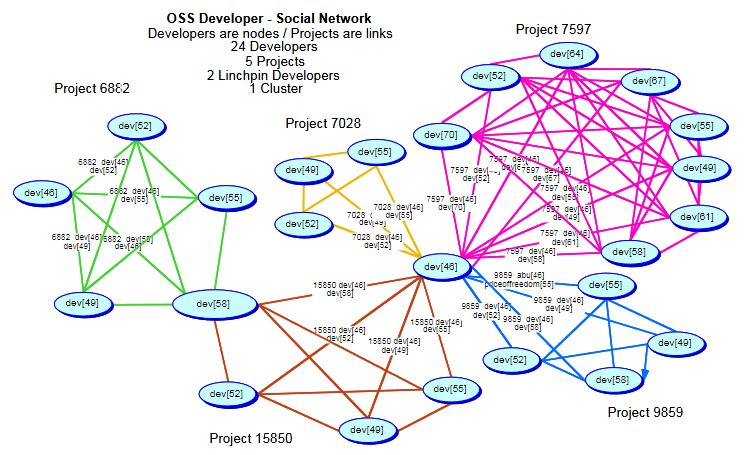 OSS Developer - Social Network
Developers are nodes / Projects are links
24 Developers
5 Projects
2 Linchpin Developers
1 Cluster
Project 7597
dev[64]
dev[52]
dev[67]
dev[70]
dev[55]
dev[49]
dev[61]
dev[58]
7597 dev[46]
dev[52]
dev[67]
7597 dev[46]
dev[70]
7597 dev[46]
dev[55]
7597 dev[46]
dev[49]
7597 dev[46]
dev[61]
7597 dev[46]
dev[58]
Project 6882
dev[52]
dev[46]
dev[55]
dev[49]
dev[58]
6882 dev[46]
dev[52]
6882 dev[46]
dev[55]
6882 dev[46]
dev[49]
6882 dev[58]
dev[46]
Project 7028
dev[55]
dev[49]
dev[52]
7028
dev[49]
7028 dev[46]
dev[55]
7028 dev[46]
dev[52]
dev[46]
15850 dev[46]
dev[58]
15850 dev[46]
dev[52]
15850 dev[46]
dev[49]
15850 dev[46]
dev[55]
dev[52]
dev[55]
dev[49]
Project 15850
9859 abu[46]
priceoffreedom[55]
9859 dev[46]
dev[49]
9859 dev[46]
dev[52]
9859 dev[46]
dev[58]
dev[55]
dev[49]
dev[52]
dev[58]
Project 9859